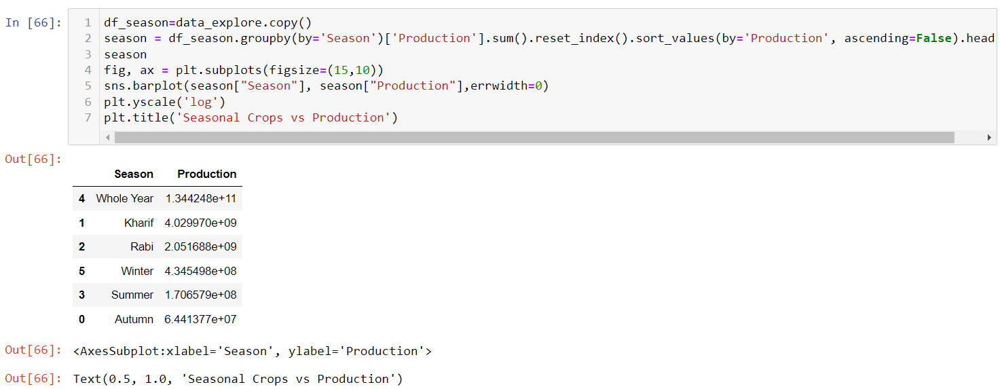 In [66]:
1 df_season=data_explore.copy()
2 season = df_season.groupby(by='Season')['Production'].sum().reset_index().sort_values(by='Production', ascending=False).head
3 season
4 fig, ax = plt.subplots(figsize=(15,10))
5 sns.barplot(season["Season"], season["Production"],errwidth=0)
6 plt.yscale('log')
7 plt.title('Seasonal Crops vs Production')
Out[66]:
Season Production
4 Whole Year 1.344248e+11
1 Kharif 4.029970e+09
2 Rabi 2.051688e+09
5 Winter 4.345498e+08
3 Summer 1.706579e+08
0 Autumn 6.441377e+07
Out[66]: <AxesSubplot:xlabel='Season', ylabel='Production'>
Out[66]: Text(0.5, 1.0, 'Seasonal Crops vs Production')